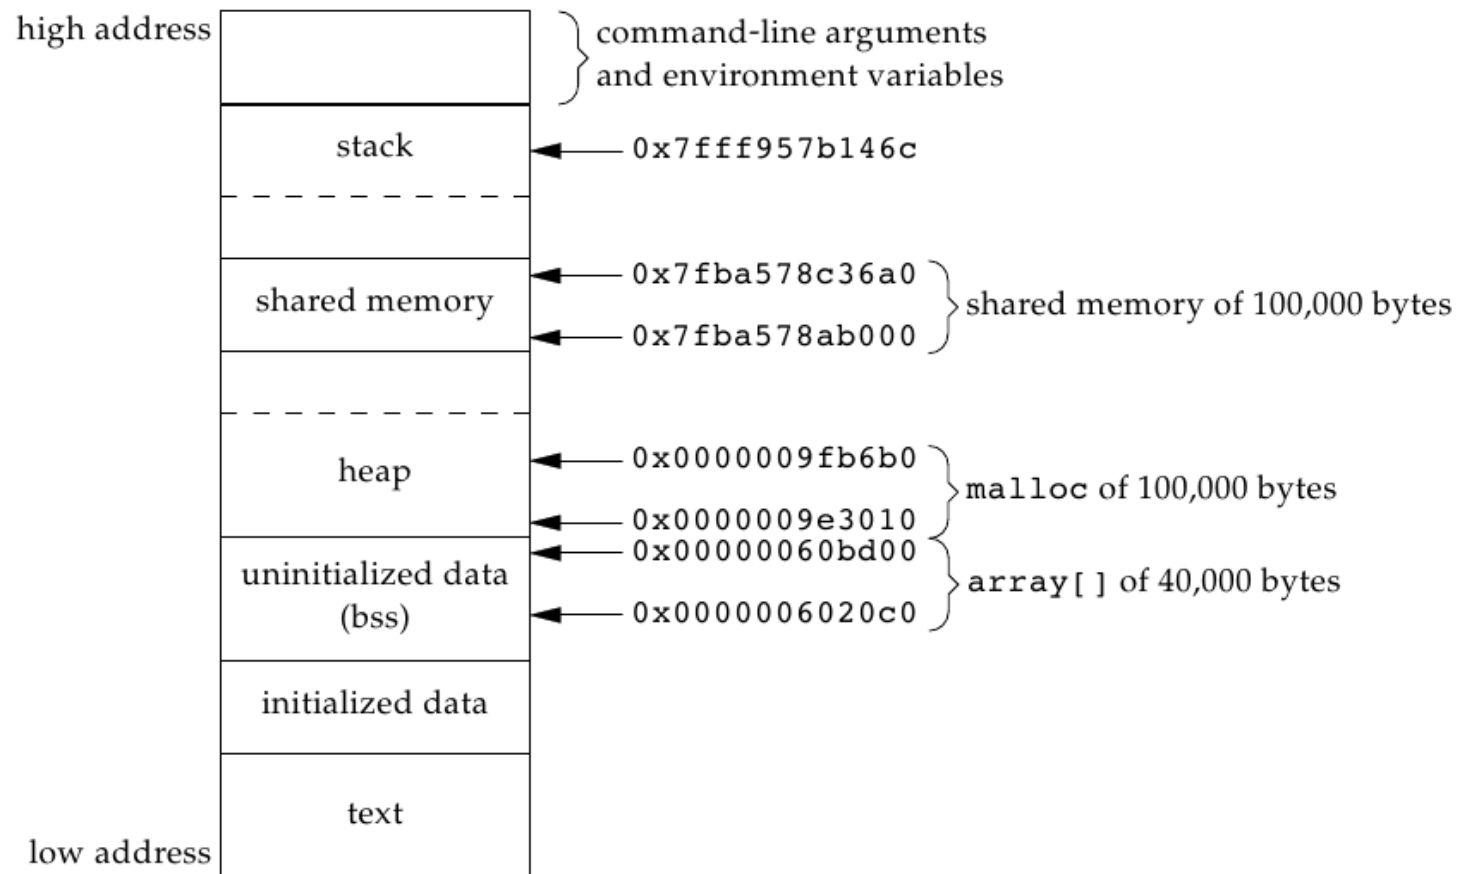 high address
command-line arguments
and environment variables
stack
0x7fff957b146c
0x7fba578c36a0
shared memory
shared memory of 100,000 bytes
0x7fba578ab000
0x0000009fb6b0
heap
malloc of 100,000 bytes
0x0000009e3010
0x00000060bd00
uninitialized data
(bss)
array[] of 40,000 bytes
0x0000006020c0
initialized data
text
low address